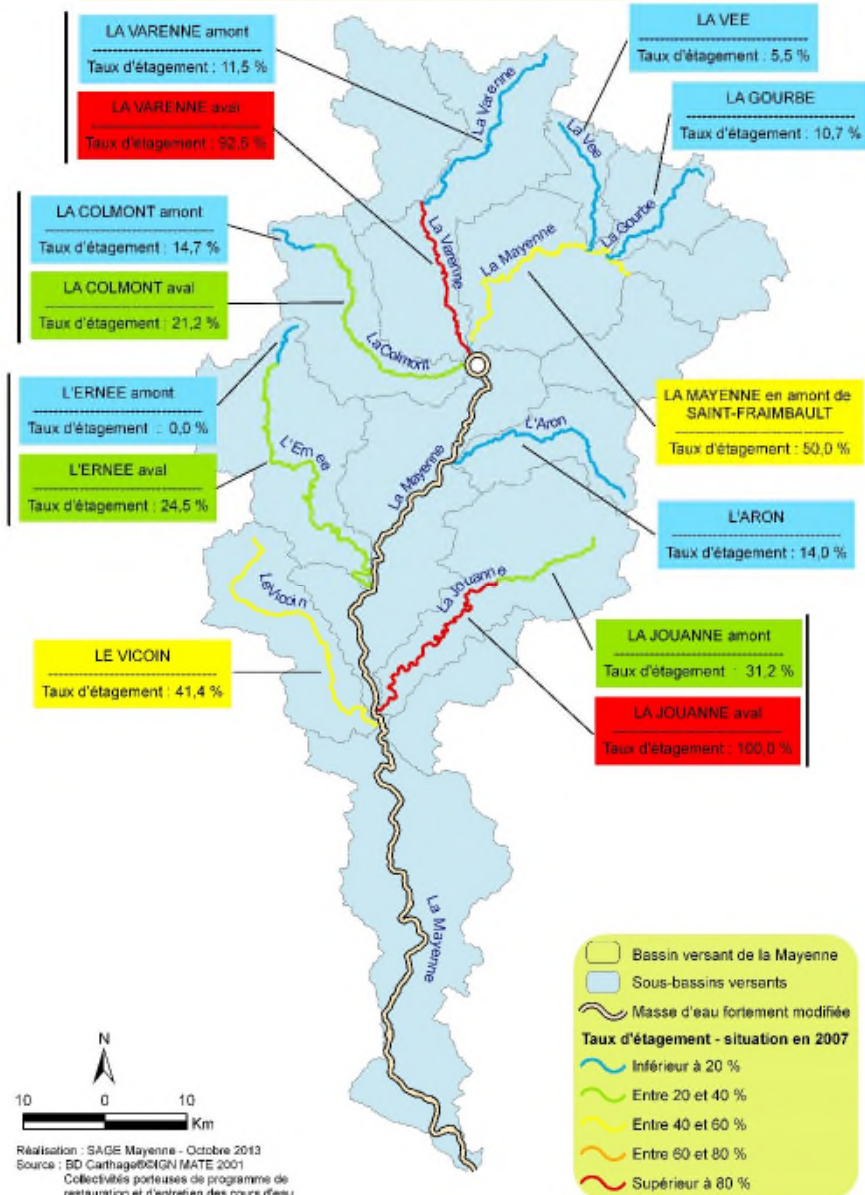 LA VARENNE amont
Taux d'étagement : 11,5 %
LA VARENNE aval
Taux d'étagement : 92,5 %
LA VEE
Taux d'étagement : 5,5 %
LA GOURBE
Taux d'étagement : 10,7 %
LA COLMONT amont
Taux d'étagement : 14,7 %
LA COLMONT aval
Taux d'étagement : 21,2 %
L'ERNEE amont
Taux d'étagement : 0,0 %
L'ERNEE aval
Taux d'étagement : 24,5 %
LA MAYENNE en amont de
SAINT-FRAIMBAULT
Taux d'étagement : 50,0 %
L'ARON
Taux d'étagement : 14,0 %
LE VICOIN
Taux d'étagement : 41,4 %
LA JOUANNE amont
Taux d'étagement : 31,2 %
LA JOUANNE aval
Taux d'étagement : 100,0 %
La Varenne
La Vee
La Gourbe
La Varenne
La Mayenne
La Colmont
L'Ernee
La Mayenne
L'Aron
Le Vicoin
La Jouanne
La Mayenne
Bassin versant de la Mayenne
Sous-bassins versants
Masse d'eau fortement modifiée
Taux d'étagement - situation en 2007
Inférieur à 20 %
Entre 20 et 40 %
Entre 40 et 60 %
Entre 60 et 80 %
Supérieur à 80 %
N
10 0 10
Km
Réalisation : SAGE Mayenne - Octobre 2013
Source : BD Carthage®©IGN MATE 2001
Collectivités porteuses de programme de
restauration et d'entretien des cours d'eau